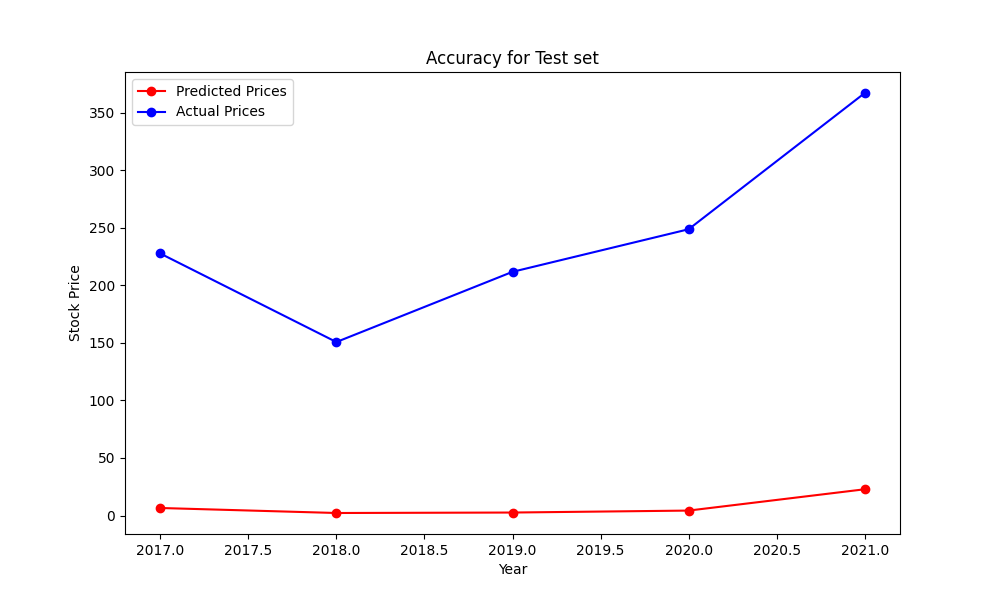 Accuracy for Test set
Predicted Prices
Actual Prices
350
300
250
200
150
100
50
0
Stock Price
2017.0 2017.5 2018.0 2018.5 2019.0 2019.5 2020.0 2020.5 2021.0
Year